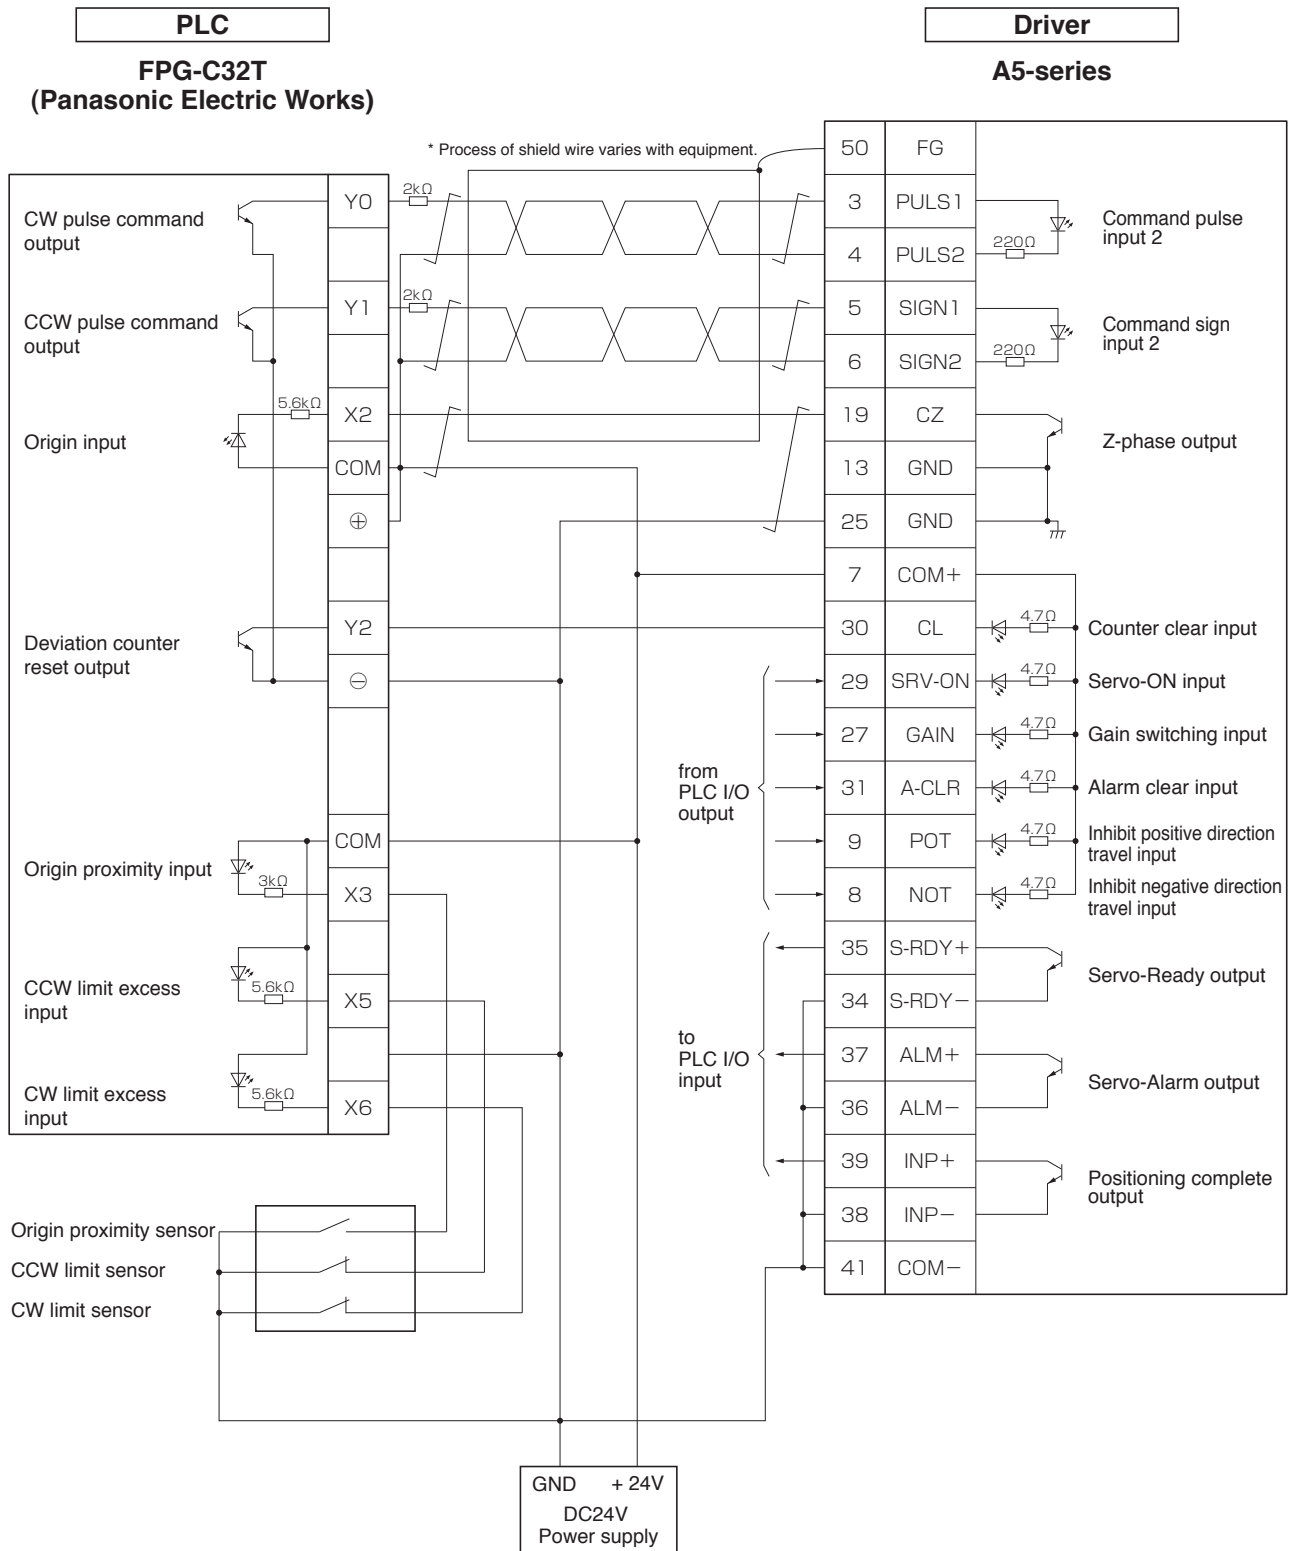 PLC
FPG-C32T
(Panasonic Electric Works)
Driver
A5-series
* Process of shield wire varies with equipment.
CW pulse command
output
CCW pulse command
output
Origin input
Deviation counter
reset output
Origin proximity input
CCW limit excess
input
CW limit excess
input
5.6kΩ
3kΩ
5.6kΩ
5.6kΩ
Y0
Y1
X2
COM
⊕
Y2
⊖
COM
X3
X5
X6
2kΩ
2kΩ
from
PLC I/O
output
to
PLC I/O
input
50 FG
3 PULS1
4 PULS2
5 SIGN1
6 SIGN2
19 CZ
13 GND
25 GND
7 COM+
30 CL
29 SRV-ON
27 GAIN
31 A-CLR
9 POT
8 NOT
35 S-RDY+
34 S-RDY−
37 ALM+
36 ALM−
39 INP+
38 INP−
41 COM−
220Ω
Command pulse
input 2
220Ω
Command sign
input 2
Z-phase output
4.7Ω
Counter clear input
4.7Ω
Servo-ON input
4.7Ω
Gain switching input
4.7Ω
Alarm clear input
4.7Ω
Inhibit positive direction
travel input
4.7Ω
Inhibit negative direction
travel input
Servo-Ready output
Servo-Alarm output
Positioning complete
output
Origin proximity sensor
CCW limit sensor
CW limit sensor
GND + 24V
DC24V
Power supply